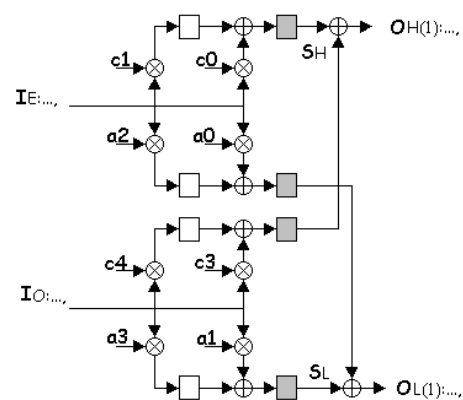 SH
OH(1):...,
c1
c0
IE:...,
a2
a0
c4
c3
IO:...,
a3
a1
SL
OL(1):...,